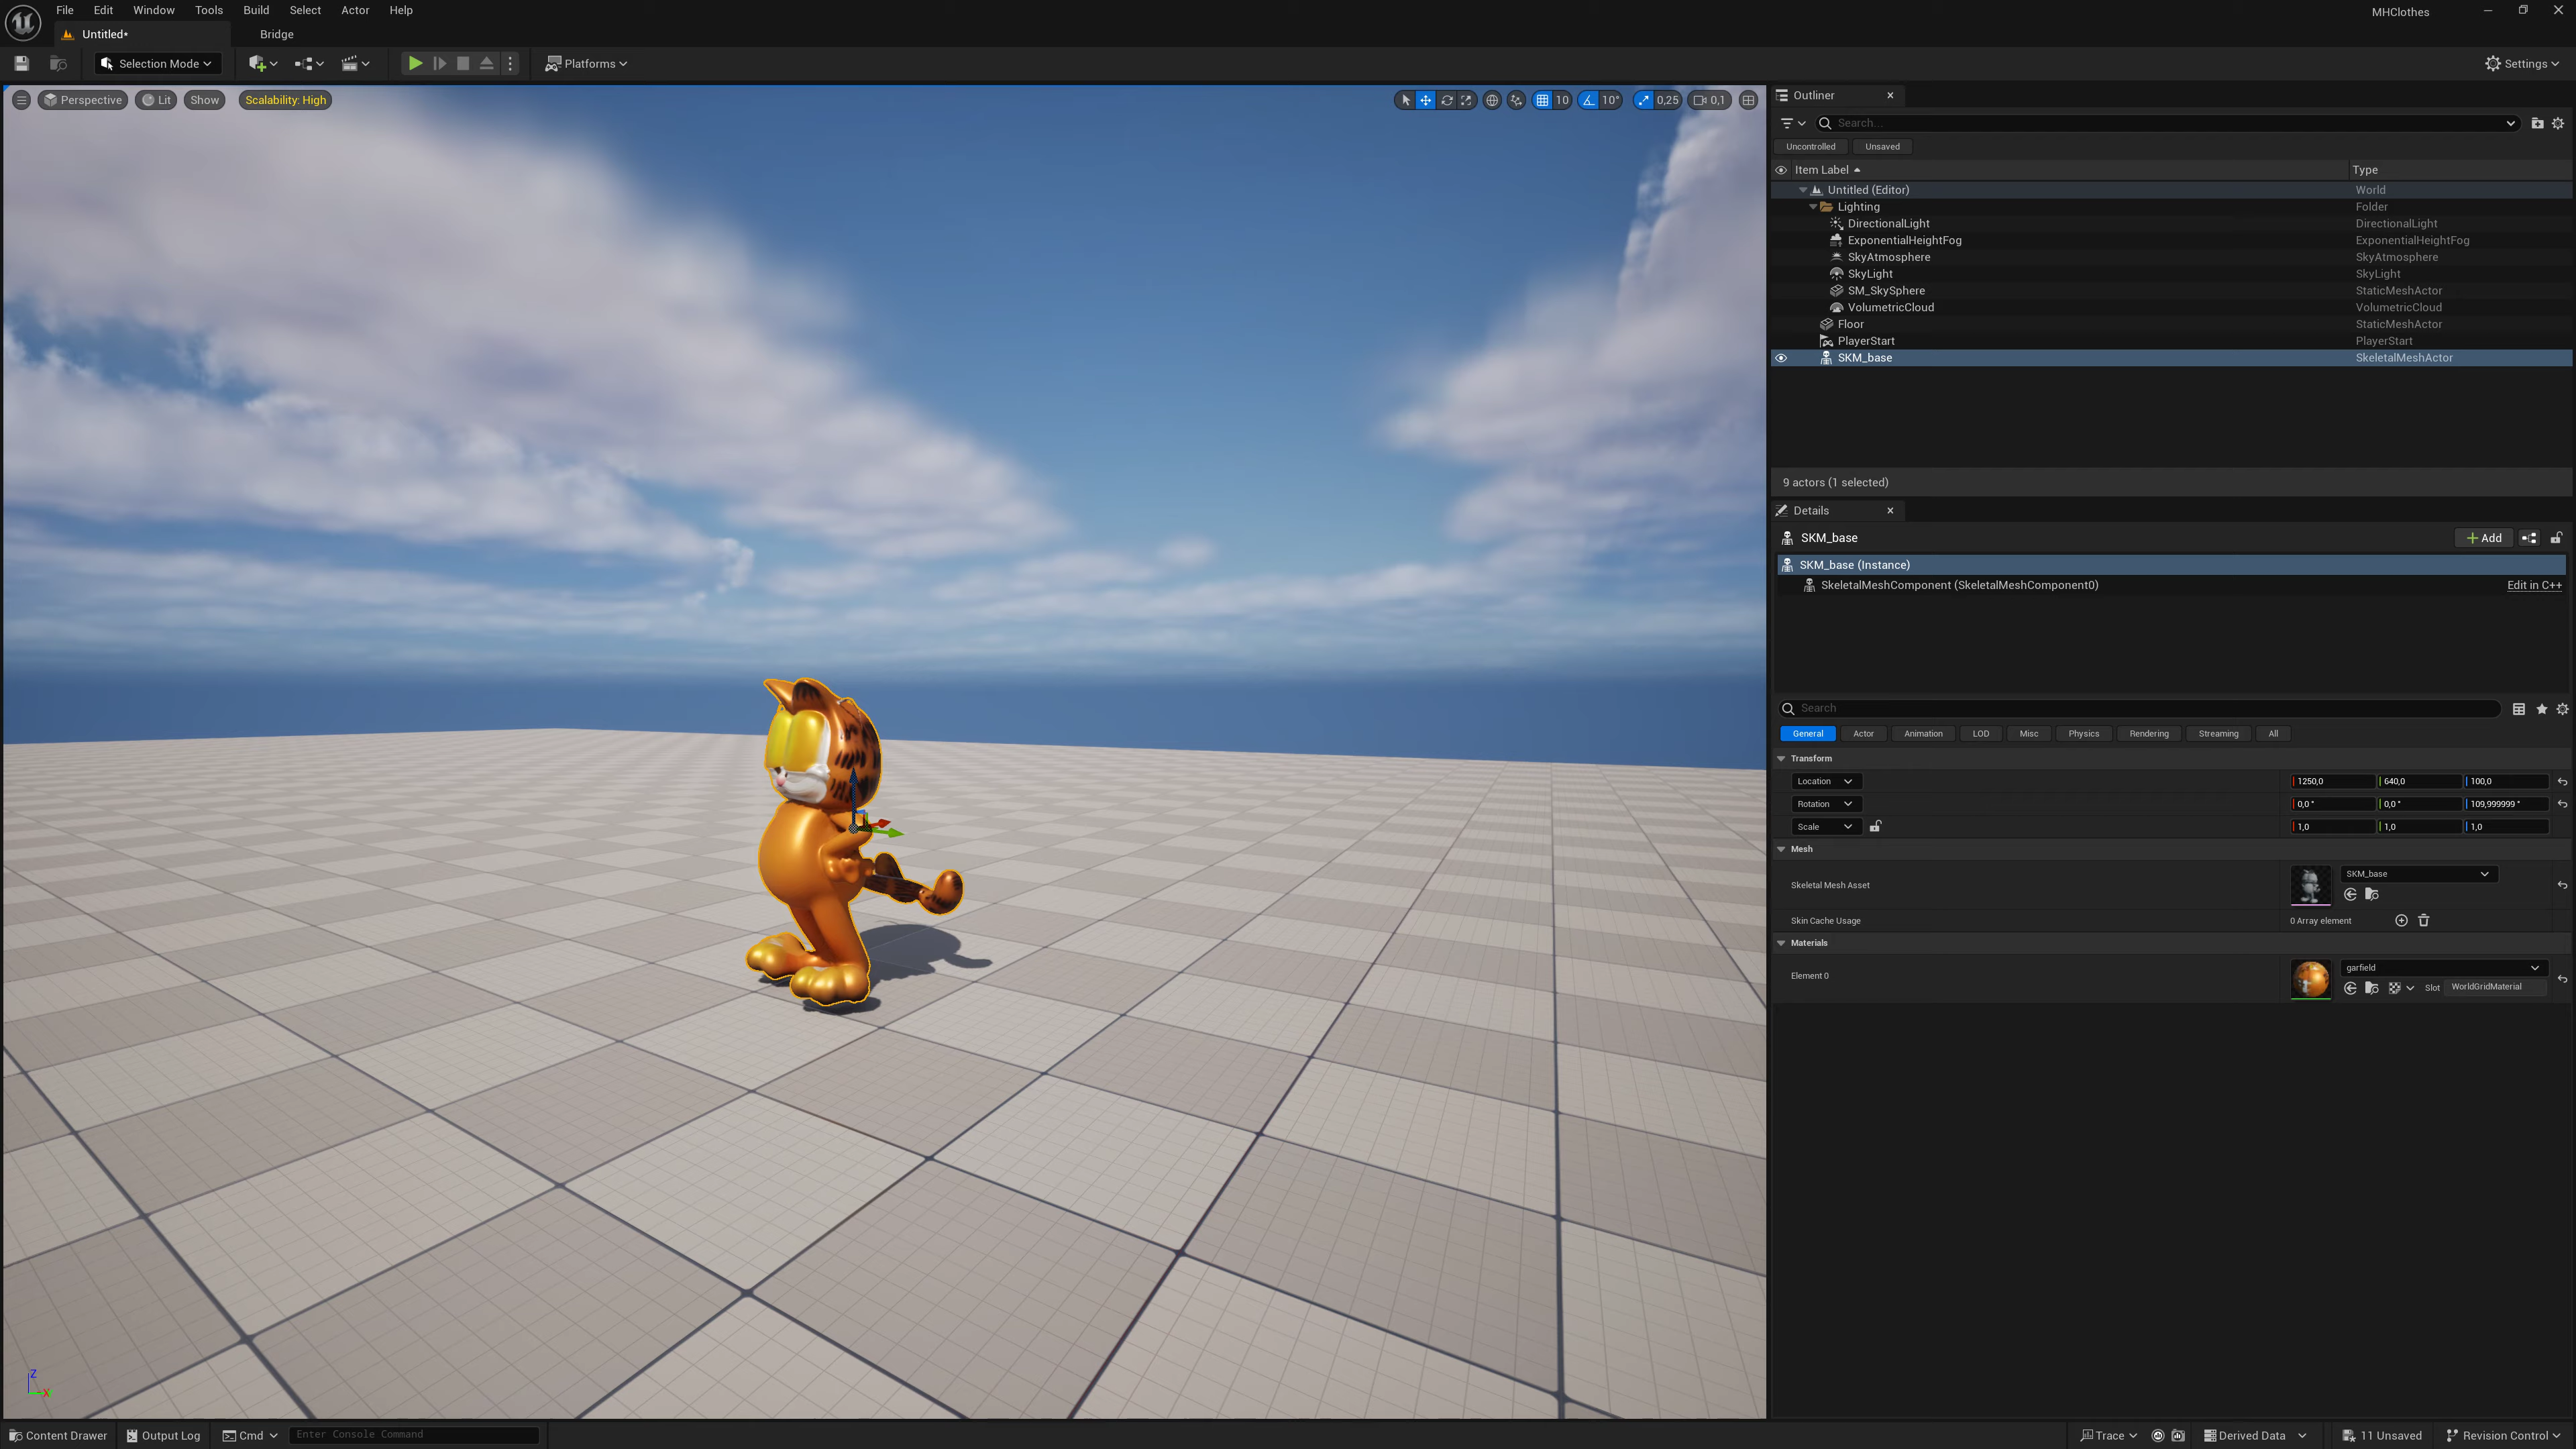 File Edit Window Tools Build Select Actor Help
MHClothes
Untitled*
Bridge
Selection Mode
Platforms
Settings
Perspective Lit Show Scalability: High
10 10° 0,25 0,1
Outliner
Search...
Uncontrolled Unsaved
Item Label Type
Untitled (Editor) World
Lighting Folder
DirectionalLight DirectionalLight
ExponentialHeightFog ExponentialHeightFog
SkyAtmosphere SkyAtmosphere
SkyLight SkyLight
SM_SkySphere StaticMeshActor
VolumetricCloud VolumetricCloud
Floor StaticMeshActor
PlayerStart PlayerStart
SKM_base SkeletalMeshActor
9 actors (1 selected)
Details
SKM_base
Add
SKM_base (Instance)
SkeletalMeshComponent (SkeletalMeshComponent0) Edit in C++
Search
General Actor Animation LOD Misc Physics Rendering Streaming All
Transform
Location 1250,0 640,0 100,0
Rotation 0,0 ° 0,0 ° 109,999999 °
Scale 1,0 1,0 1,0
Mesh
Skeletal Mesh Asset SKM_base
Skin Cache Usage 0 Array element
Materials
Element 0 garfield
Slot WorldGridMaterial
Z
X
Content Drawer Output Log Cmd Enter Console Command
Trace Derived Data 11 Unsaved Revision Control